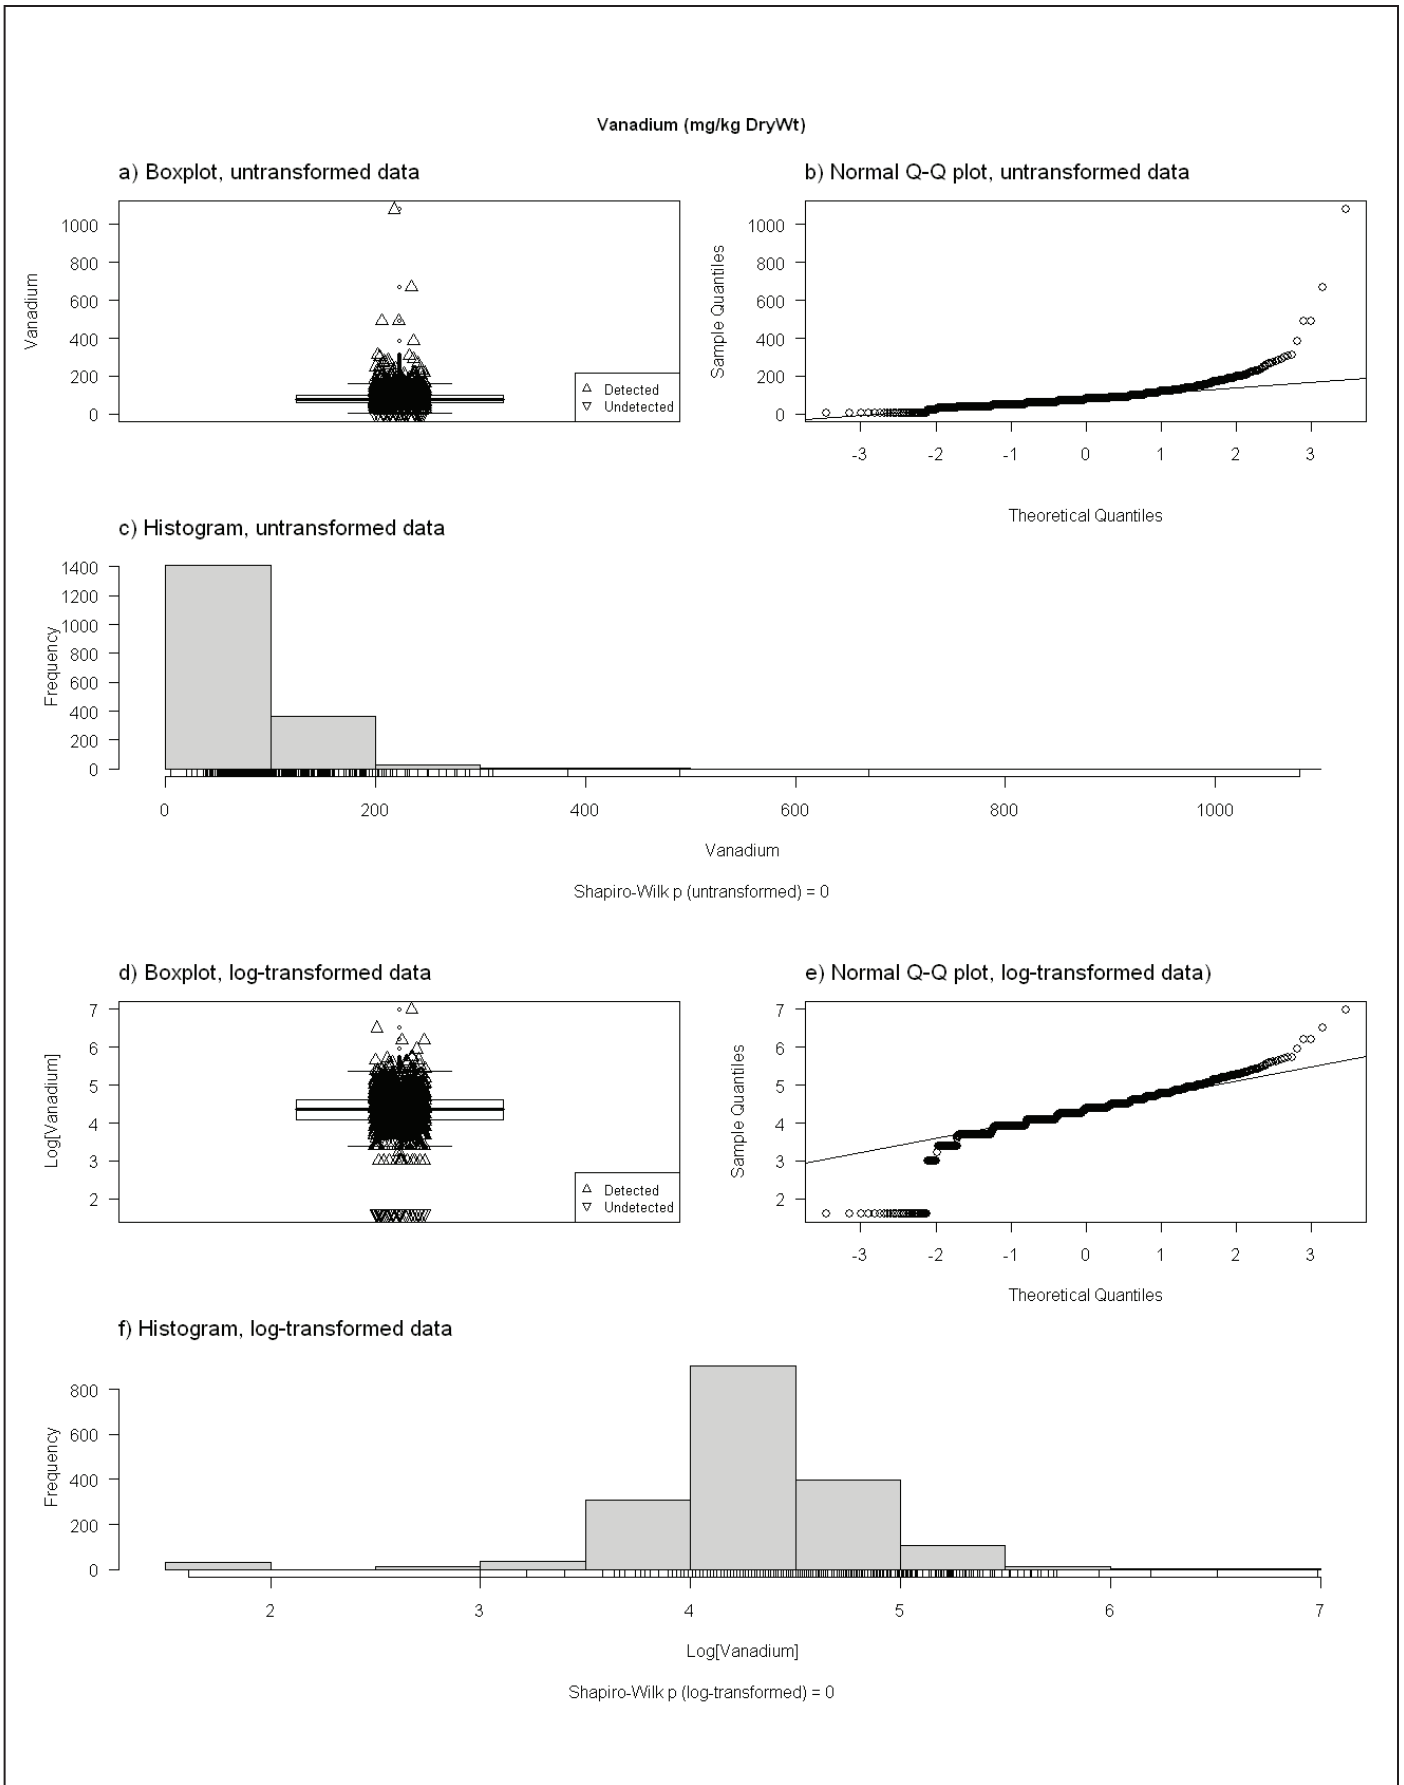 Vanadium (mg/kg DryWt)
a) Boxplot, untransformed data
1000
800
600
400
200
0
Vanadium
Detected
Undetected
b) Normal Q-Q plot, untransformed data
1000
800
600
400
200
0
Sample Quantiles
-3 -2 -1 0 1 2 3
Theoretical Quantiles
c) Histogram, untransformed data
1400
1200
1000
800
600
400
200
0
Frequency
0 200 400 600 800 1000
Vanadium
Shapiro-Wilk p (untransformed) = 0
d) Boxplot, log-transformed data
7
6
5
4
3
2
Log[Vanadium]
Detected
Undetected
e) Normal Q-Q plot, log-transformed data)
7
6
5
4
3
2
Sample Quantiles
-3 -2 -1 0 1 2 3
Theoretical Quantiles
f) Histogram, log-transformed data
800
600
400
200
0
Frequency
2 3 4 5 6 7
Log[Vanadium]
Shapiro-Wilk p (log-transformed) = 0